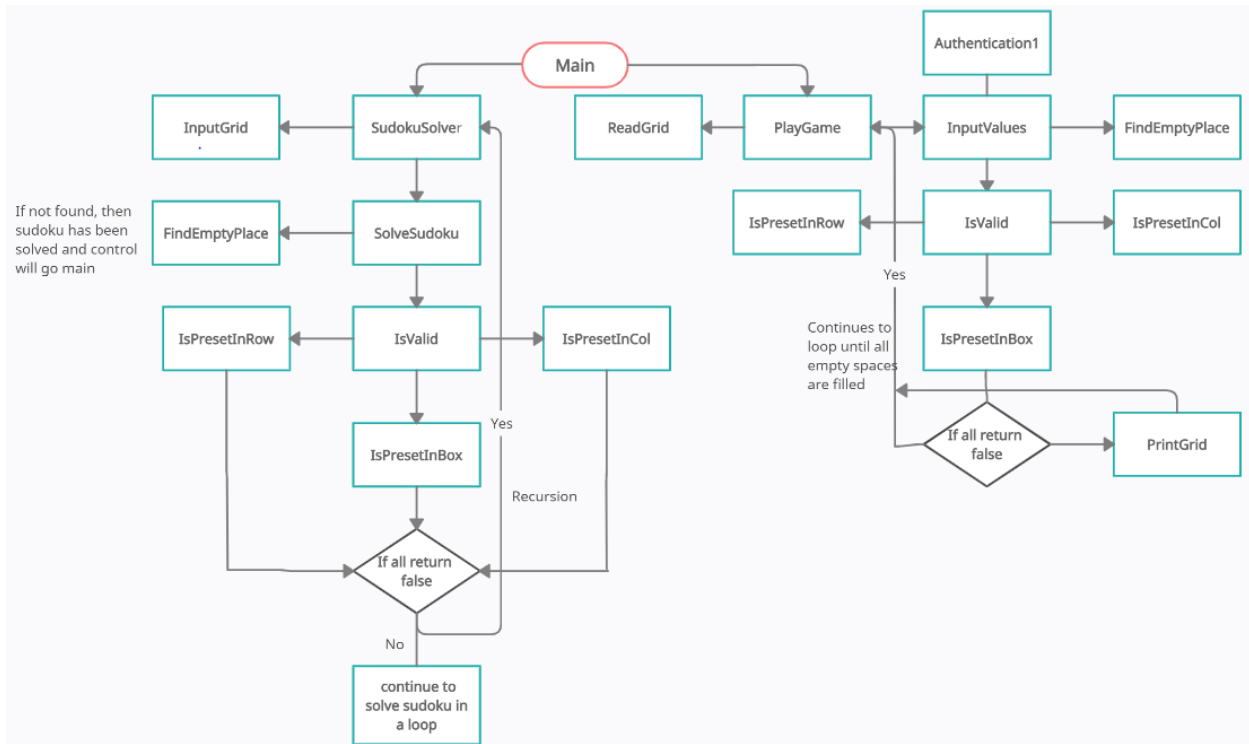 Authentication1
Main
InputGrid
SudokuSolver
ReadGrid
PlayGame
InputValues
FindEmptyPlace
If not found, then
sudoku has been
solved and control
will go main
FindEmptyPlace
SolveSudoku
IsPresetInRow
IsValid
IsPresetInCol
Yes
IsPresetInRow
IsValid
IsPresetInCol
Continues to
loop until all
empty spaces
are filled
IsPresetInBox
Yes
IsPresetInBox
Recursion
If all return
false
PrintGrid
If all return
false
No
continue to
solve sudoku in
a loop